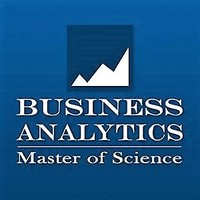 BUSINESS
ANALYTICS
Master of Science